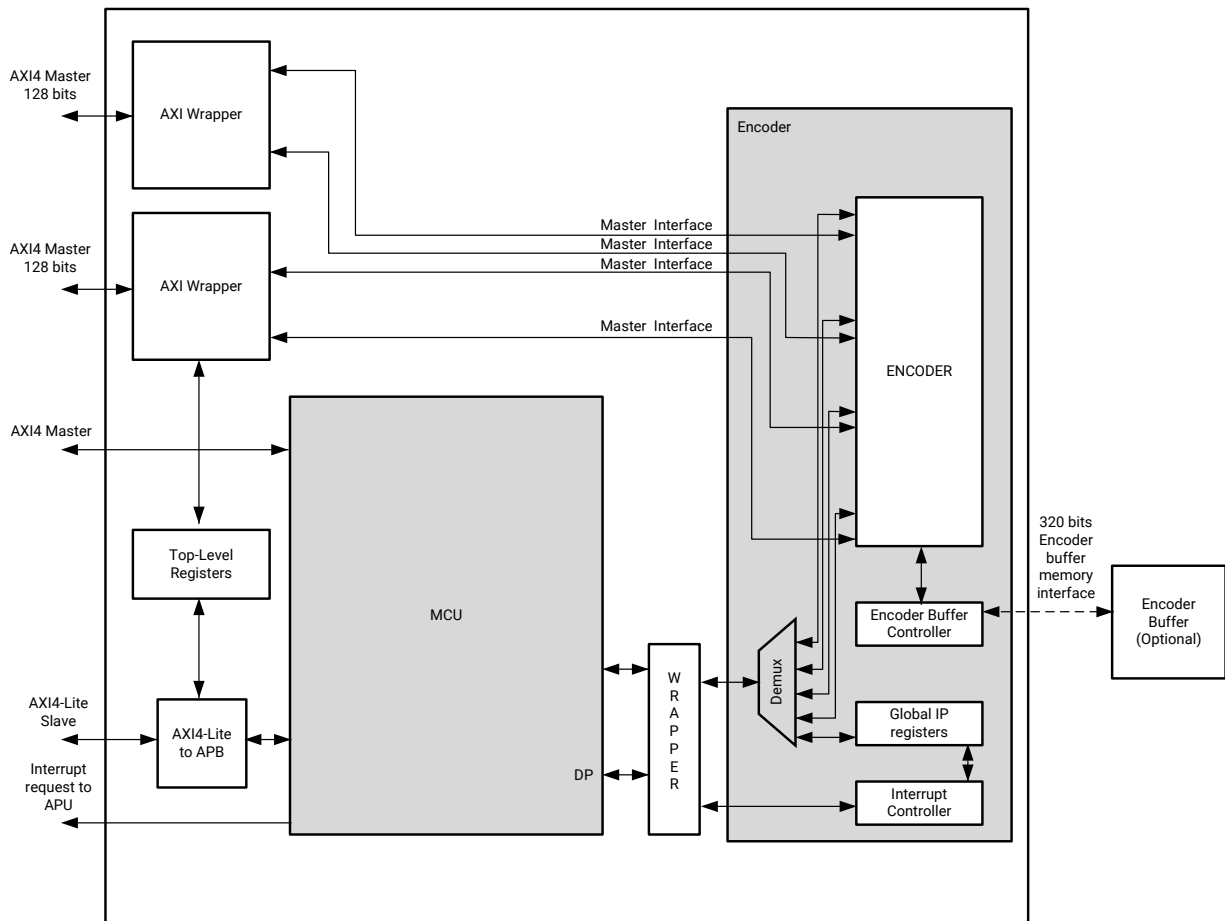 AXI4 Master
128 bits
AXI Wrapper
Encoder
AXI4 Master
128 bits
AXI Wrapper
Master Interface
Master Interface
Master Interface
Master Interface
ENCODER
AXI4 Master
Top-Level
Registers
MCU
320 bits
Encoder
buffer
memory
interface
Encoder Buffer
Controller
Encoder
Buffer
(Optional)
WRAPPER
Demux
AXI4-Lite
Slave
AXI4-Lite
to APB
Global IP
registers
Interrupt
request to
APU
DP
Interrupt
Controller